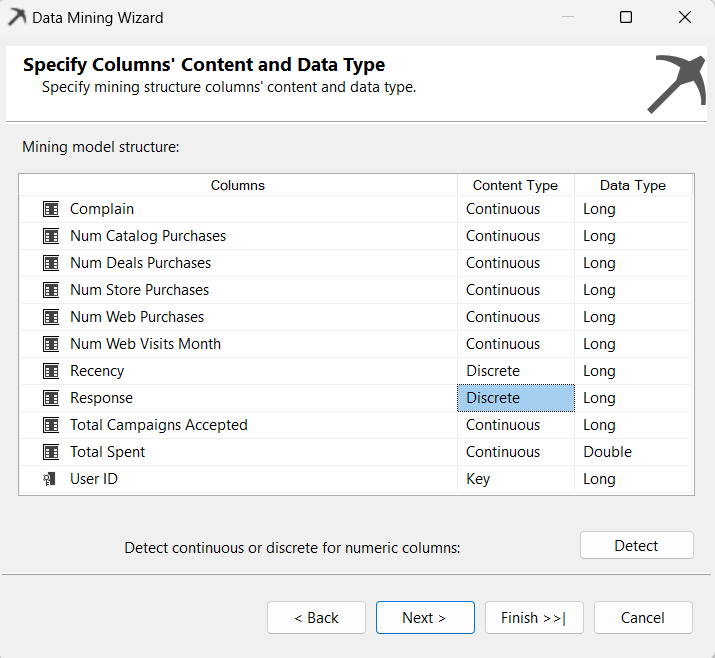 Data Mining Wizard
Specify Columns' Content and Data Type
Specify mining structure columns' content and data type.
Mining model structure:
Columns Content Type Data Type
Complain Continuous Long
Num Catalog Purchases Continuous Long
Num Deals Purchases Continuous Long
Num Store Purchases Continuous Long
Num Web Purchases Continuous Long
Num Web Visits Month Continuous Long
Recency Discrete Long
Response Discrete Long
Total Campaigns Accepted Continuous Long
Total Spent Continuous Double
User ID Key Long
Detect continuous or discrete for numeric columns: Detect
< Back Next > Finish >>| Cancel